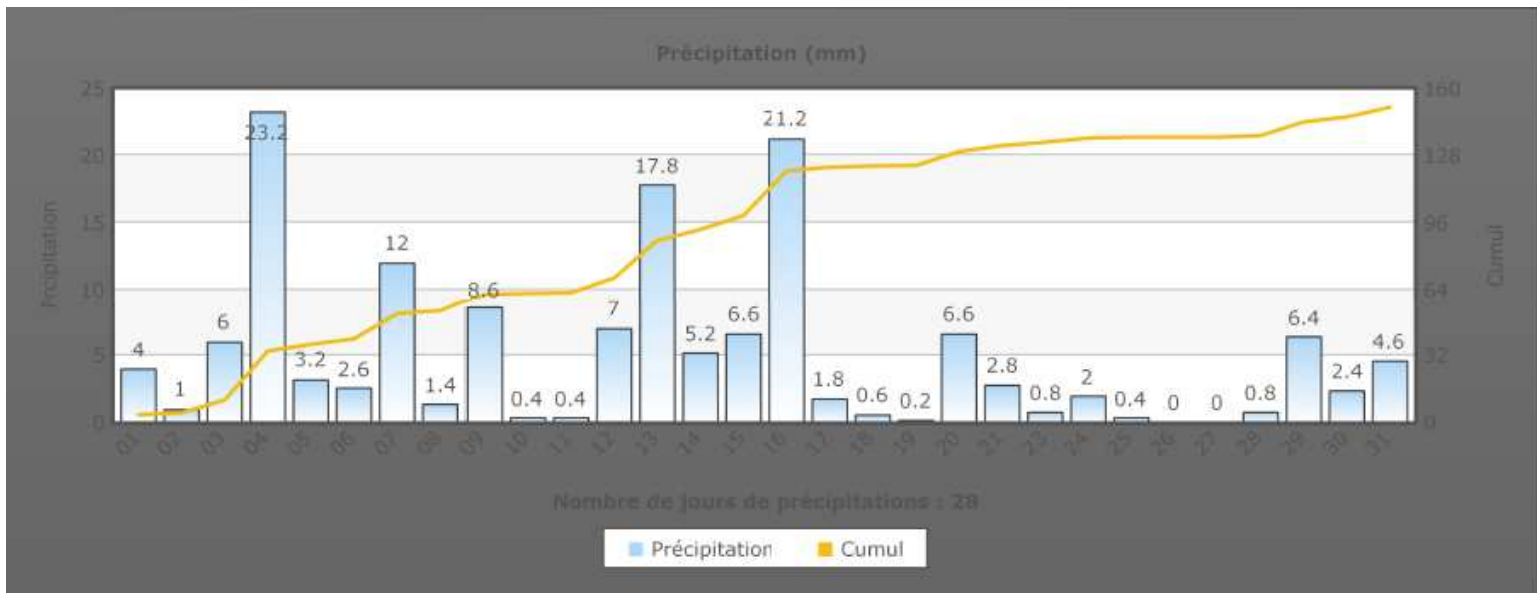 Précipitation (mm)
25 160
23.2 21.2
20 128
17.8
15 96
12
10 64
8.6
7 6.6 6.6 6.4
6 5.2
5 32
4 4.6
3.2 2.6 2.8 2.4
1 1.4 0.4 0.4 1.8 0.6 0.2 0.8 2 0.4 0 0 0.8
0 0
01 02 03 04 05 06 07 08 09 10 11 12 13 14 15 16 17 18 19 20 21 23 24 25 26 27 28 29 30 31
Prcipitation
Cumul
Nombre de jours de précipitations : 28
Précipitation Cumul